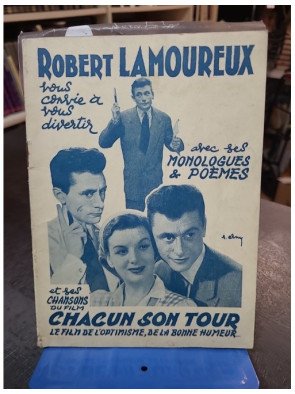 ROBERT LAMOUREUX
vous
convie à
vous
divertir
avec ses
MONOLOGUES
& POÈMES
et ses
CHANSONS
DU FILM
CHACUN SON TOUR
LE FILM DE L'OPTIMISME, DE LA BONNE HUMEUR...